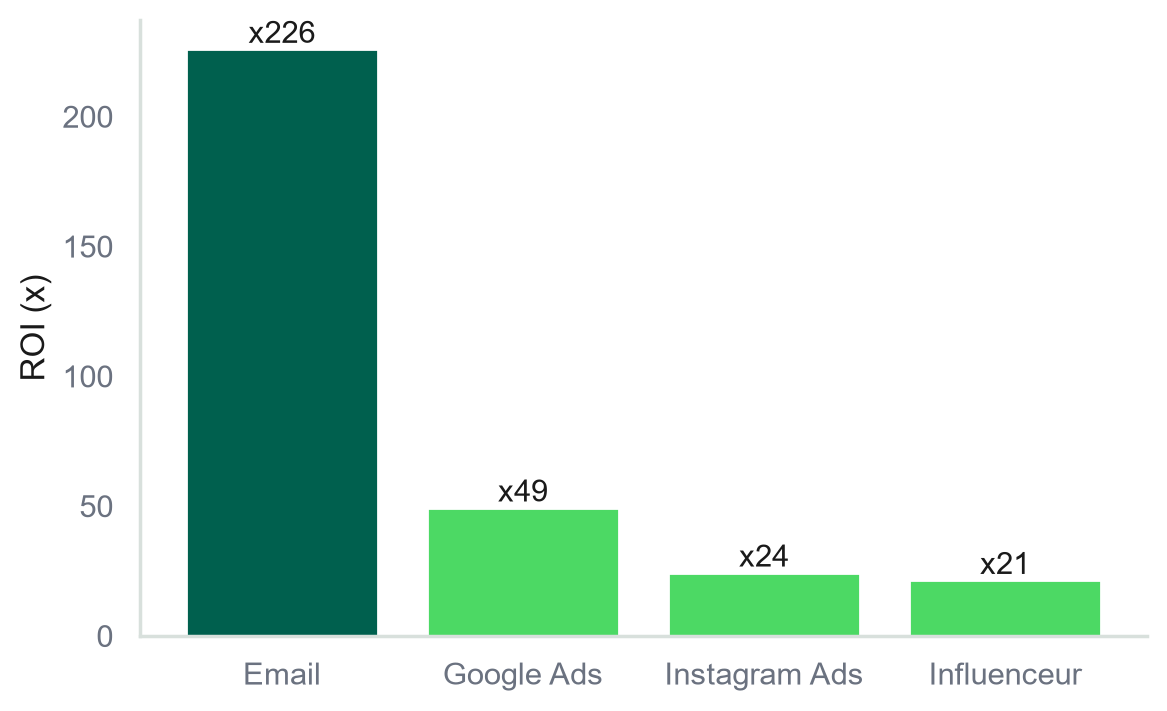 x226
200
150
100
50
0
ROI (x)
x49
x24
x21
Email
Google Ads
Instagram Ads
Influenceur